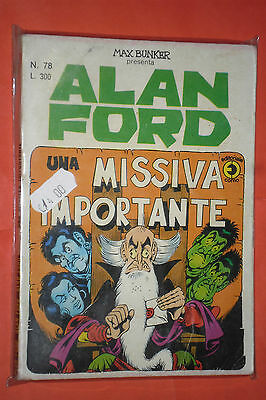 MAX BUNKER
presenta
N. 78
L. 300
ALAN
FORD
UNA
MISSIVA
IMPORTANTE